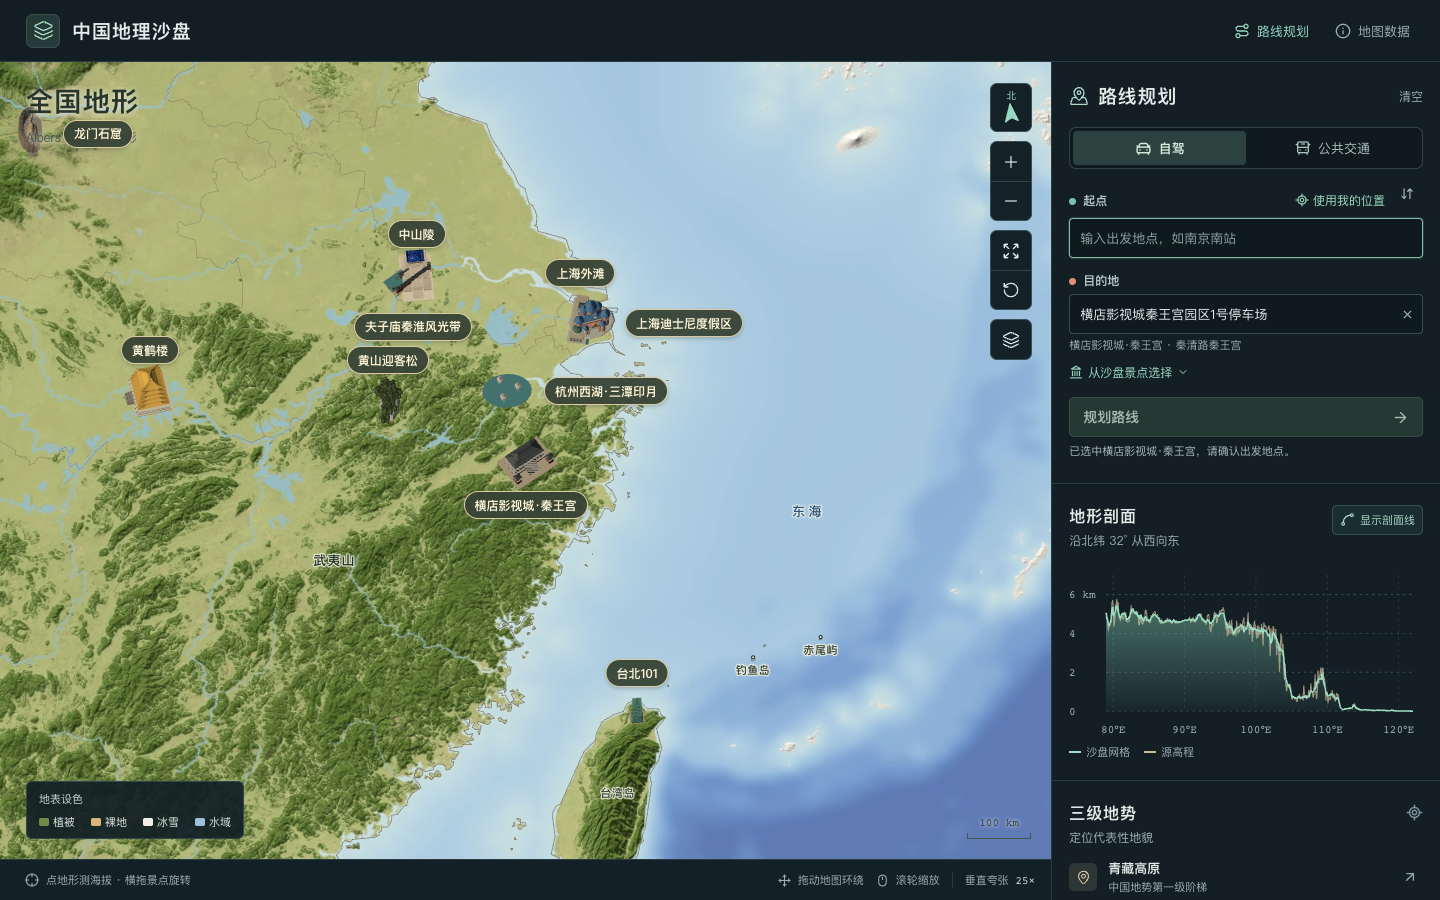 中国地理沙盘
路线规划
地图数据
全国地形
Albers
龙门石窟
中山陵
上海外滩
上海迪士尼度假区
夫子庙秦淮风光带
黄鹤楼
黄山迎客松
杭州西湖·三潭印月
横店影视城·秦王宫
东海
武夷山
赤尾屿
钓鱼岛
台北101
台湾岛
北
100 km
地表设色
植被
裸地
冰雪
水域
点地形测海拔 · 横拖景点旋转
拖动地图环绕
滚轮缩放
垂直夸张 25×
路线规划
清空
自驾
公共交通
起点
使用我的位置
输入出发地点，如南京南站
目的地
横店影视城秦王宫园区1号停车场
横店影视城·秦王宫 · 秦清路秦王宫
从沙盘景点选择
规划路线
已选中横店影视城·秦王宫，请确认出发地点。
地形剖面
显示剖面线
沿北纬 32° 从西向东
6 km
4
2
0
80°E 90°E 100°E 110°E 120°E
沙盘网格
源高程
三级地势
定位代表性地貌
青藏高原
中国地势第一级阶梯